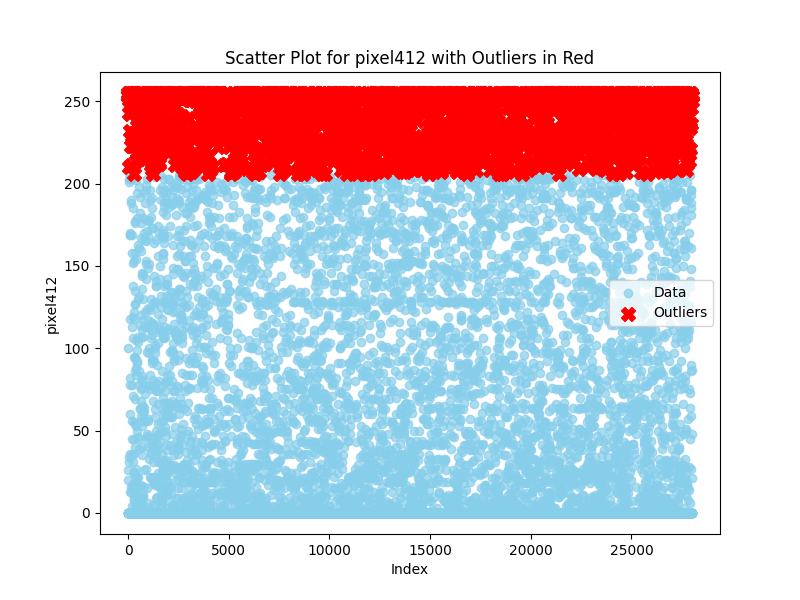 Scatter Plot for pixel412 with Outliers in Red
250
200
150
100
50
0
pixel412
Data
Outliers
0 5000 10000 15000 20000 25000
Index